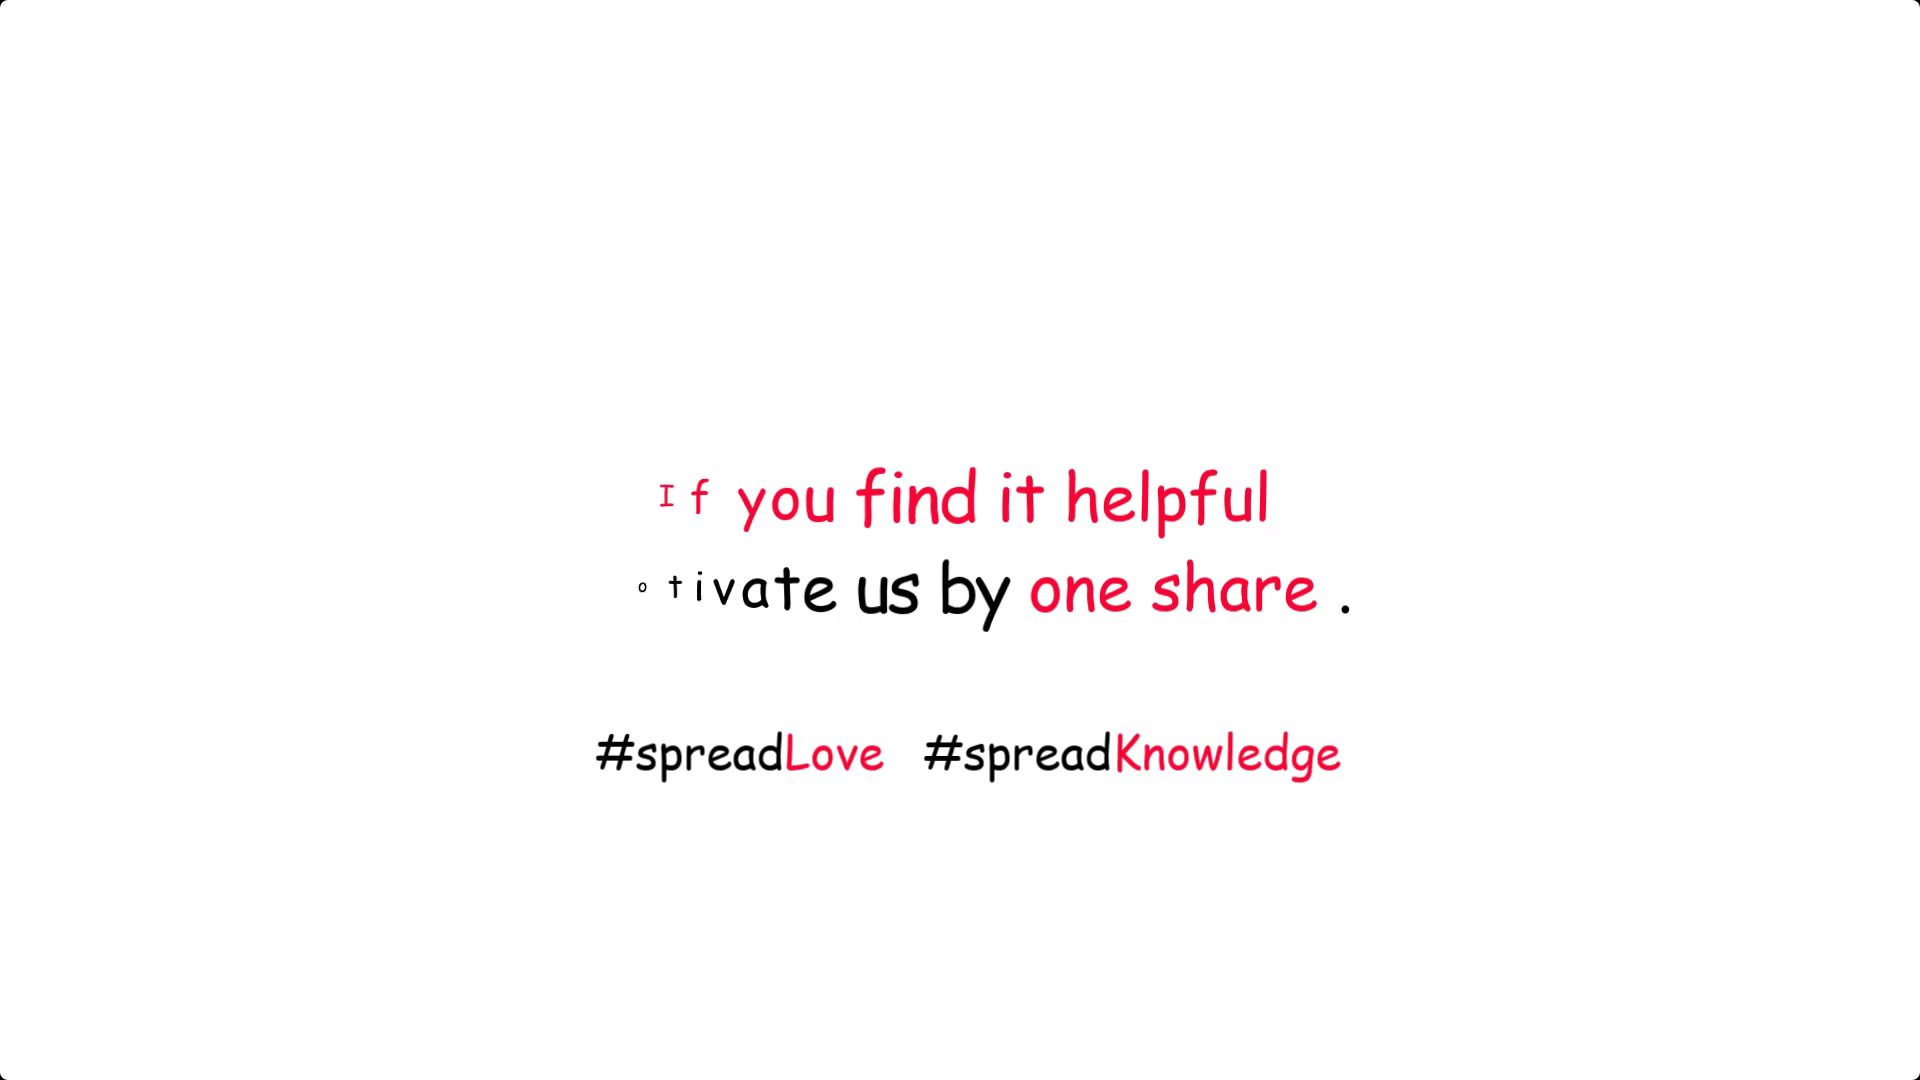 If you find it helpful
otivate us by one share .
#spreadLove #spreadKnowledge